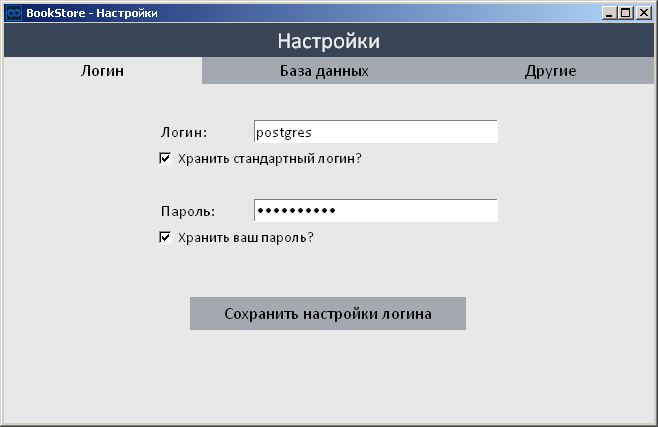 BookStore - Настройки
Настройки
Логин База данных Другие
Логин: postgres
Хранить стандартный логин?
Пароль: ••••••••••
Хранить ваш пароль?
Сохранить настройки логина